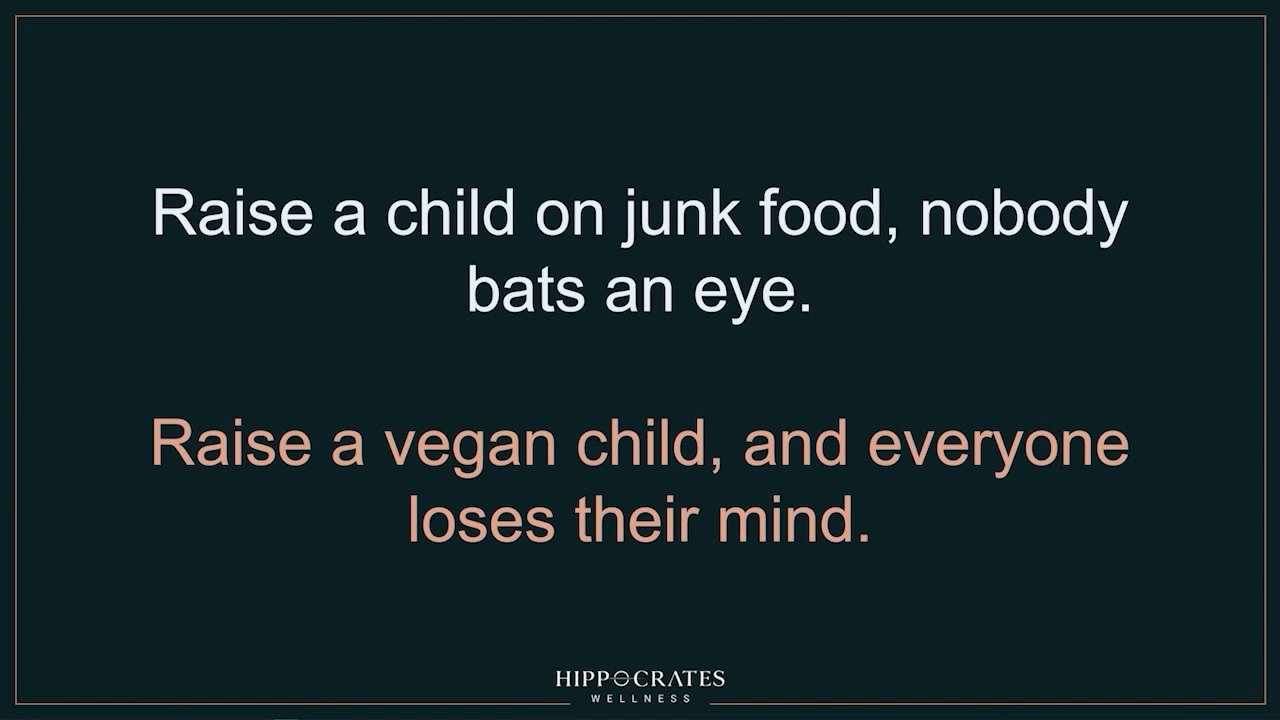 Raise a child on junk food, nobody
bats an eye.
Raise a vegan child, and everyone
loses their mind.
HIPPOCRATES
WELLNESS